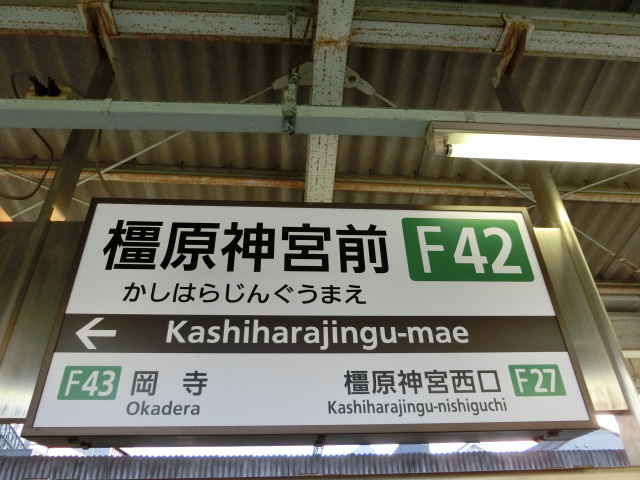 橿原神宮前 F42
かしはらじんぐうまえ
← Kashiharajingu-mae
F43 岡寺 橿原神宮西口 F27
Okadera Kashiharajingu-nishiguchi